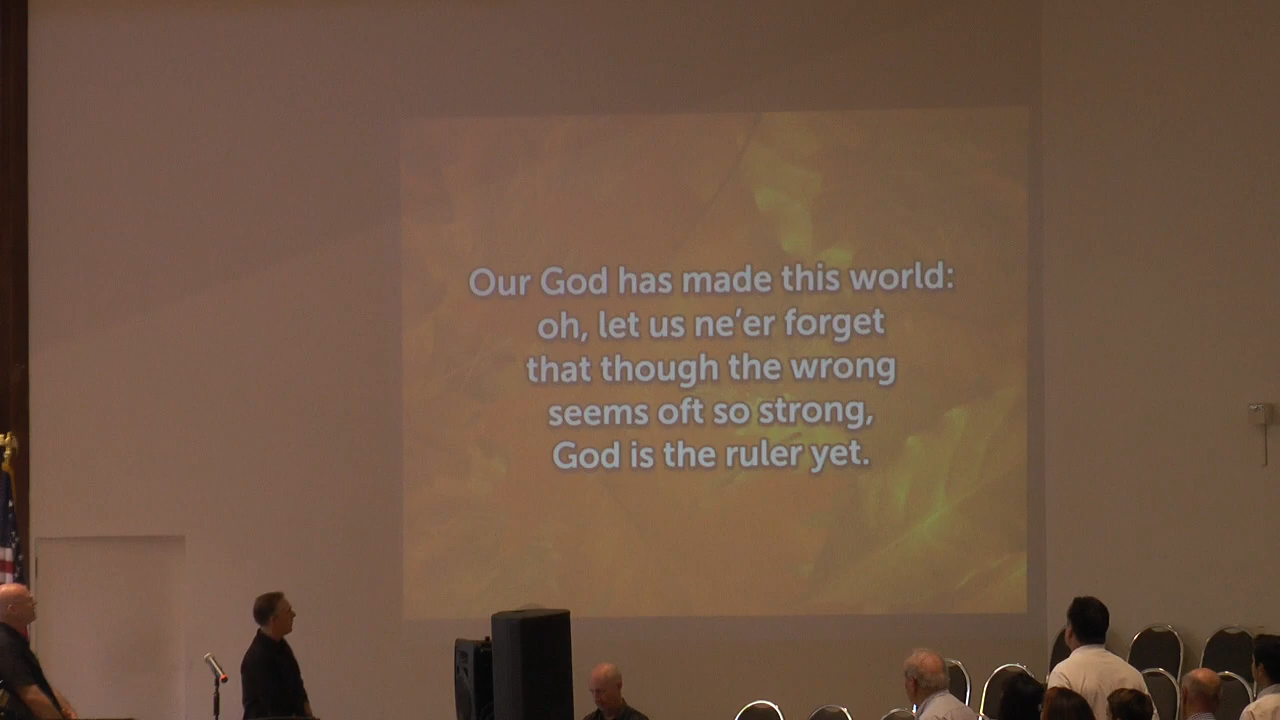 Our God has made this world:
oh, let us ne’er forget
that though the wrong
seems oft so strong,
God is the ruler yet.